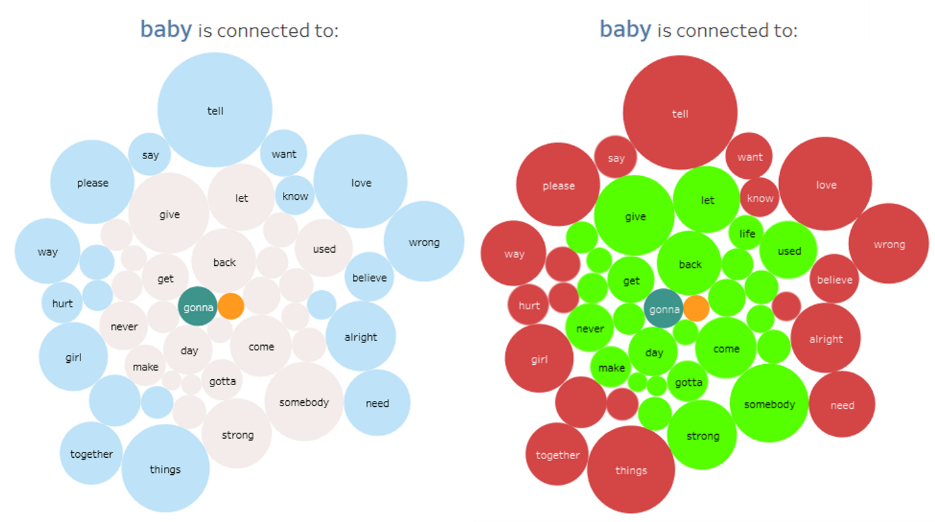 baby is connected to:
tell
say
want
please
love
let
know
give
wrong
way
used
back
get
believe
hurt
gonna
never
alright
come
day
girl
make
gotta
somebody
need
strong
together
things
baby is connected to:
tell
say
want
please
love
know
let
give
life
wrong
way
used
back
get
believe
hurt
gonna
never
alright
come
day
girl
make
gotta
somebody
need
strong
together
things